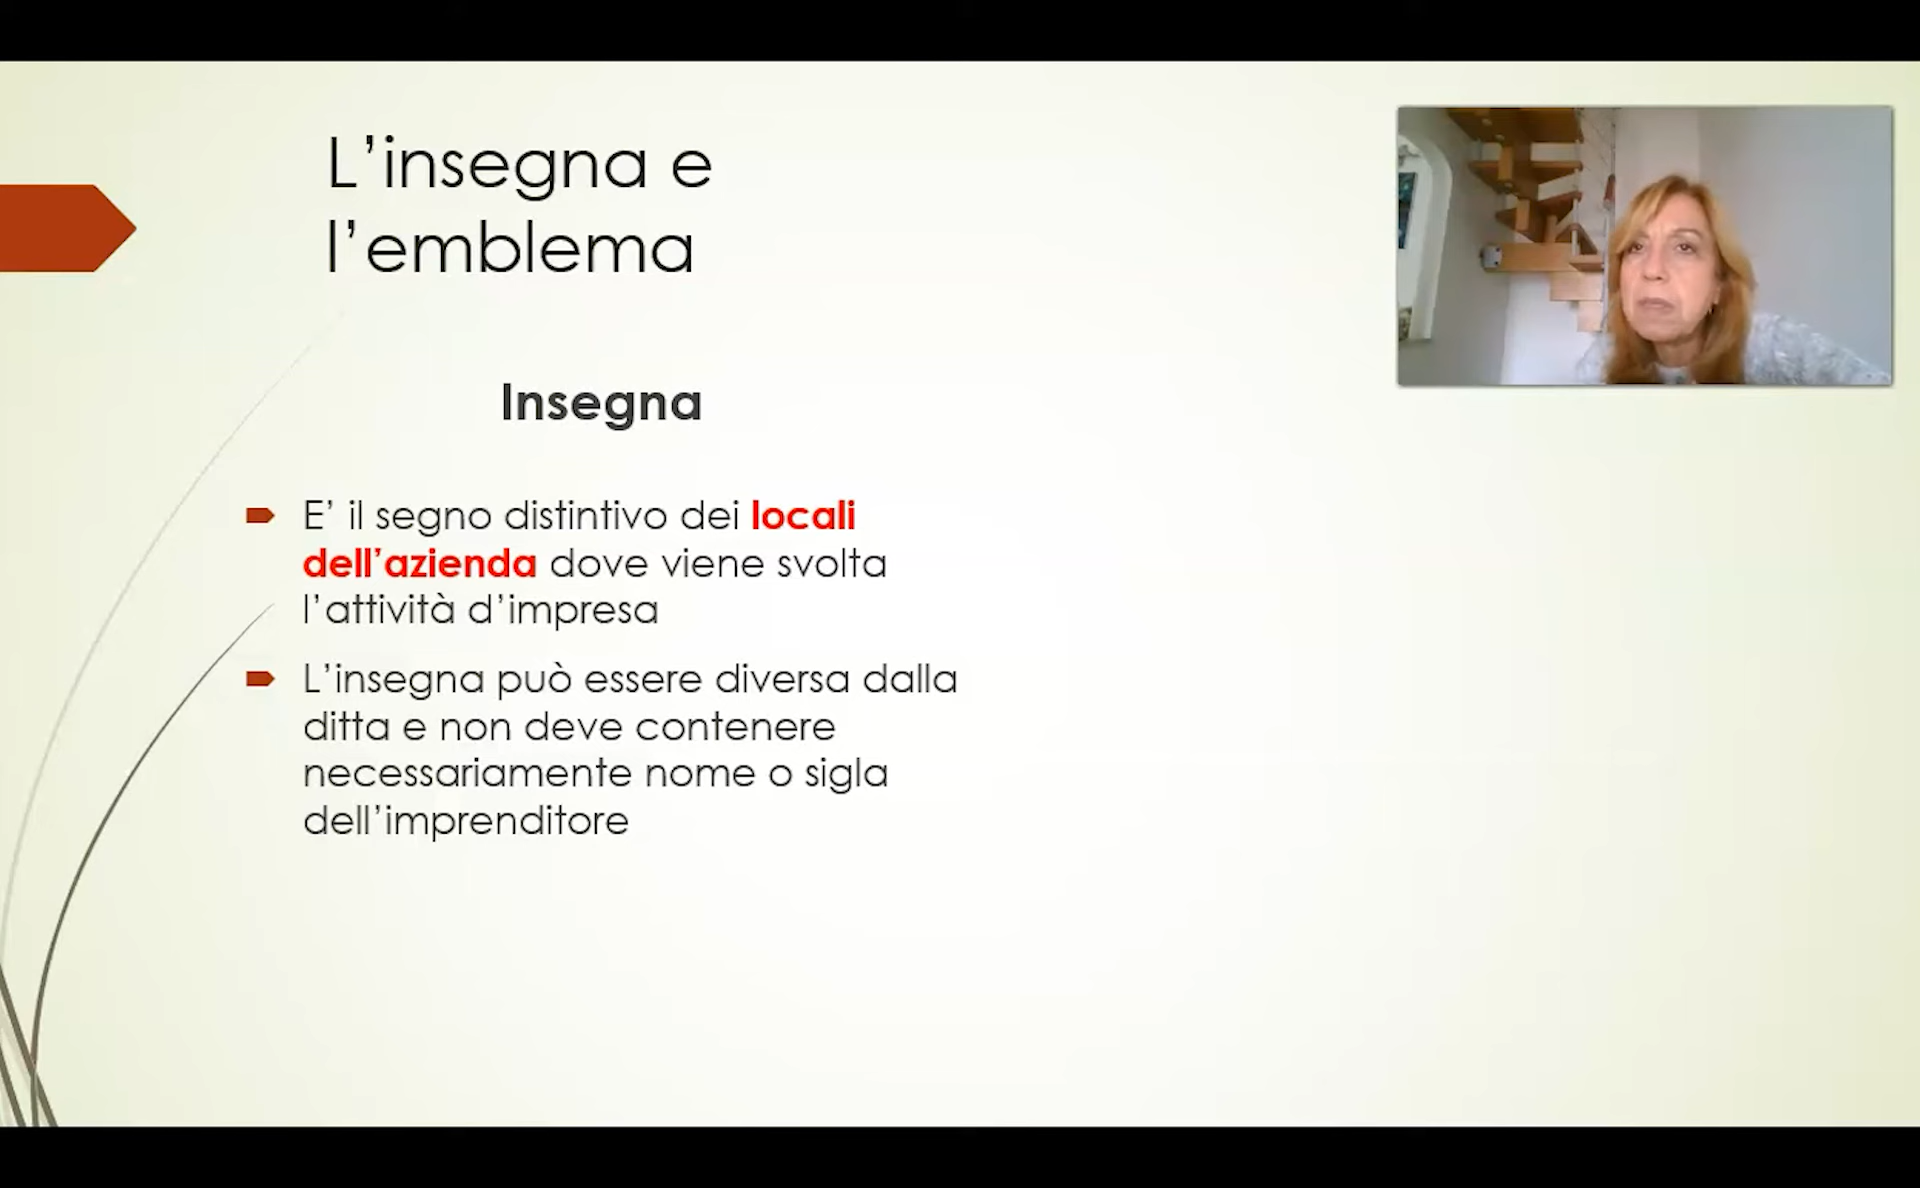 L’insegna e
l’emblema
Insegna
E’ il segno distintivo dei locali
dell’azienda dove viene svolta
l’attività d’impresa
L’insegna può essere diversa dalla
ditta e non deve contenere
necessariamente nome o sigla
dell’imprenditore